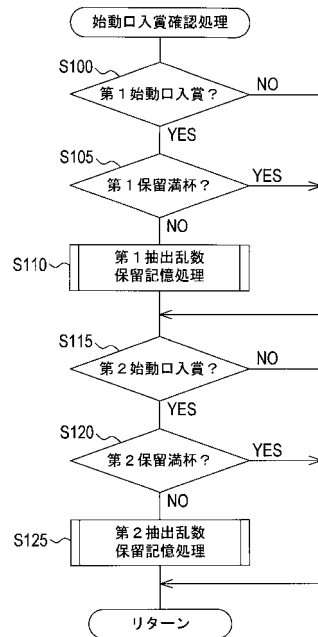 始動口入賞確認処理
S100
第1始動口入賞?
NO
YES
S105
第1保留満杯?
YES
NO
S110
第1抽出乱数
保留記憶処理
S115
第2始動口入賞?
NO
YES
S120
第2保留満杯?
YES
NO
S125
第2抽出乱数
保留記憶処理
リターン